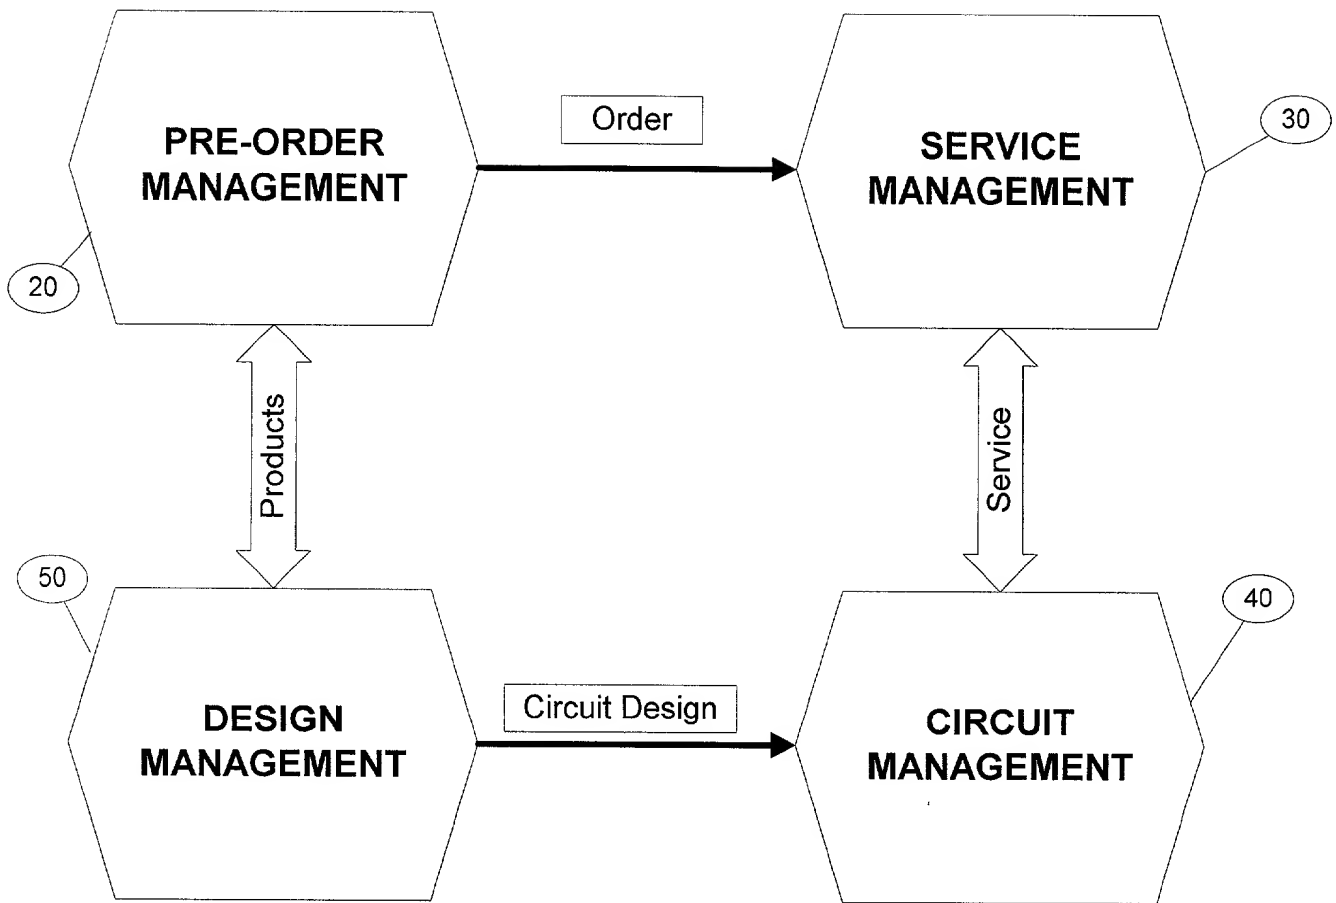 PRE-ORDER
MANAGEMENT
Order
SERVICE
MANAGEMENT
30
20
Products
Service
50
DESIGN
MANAGEMENT
Circuit Design
CIRCUIT
MANAGEMENT
40